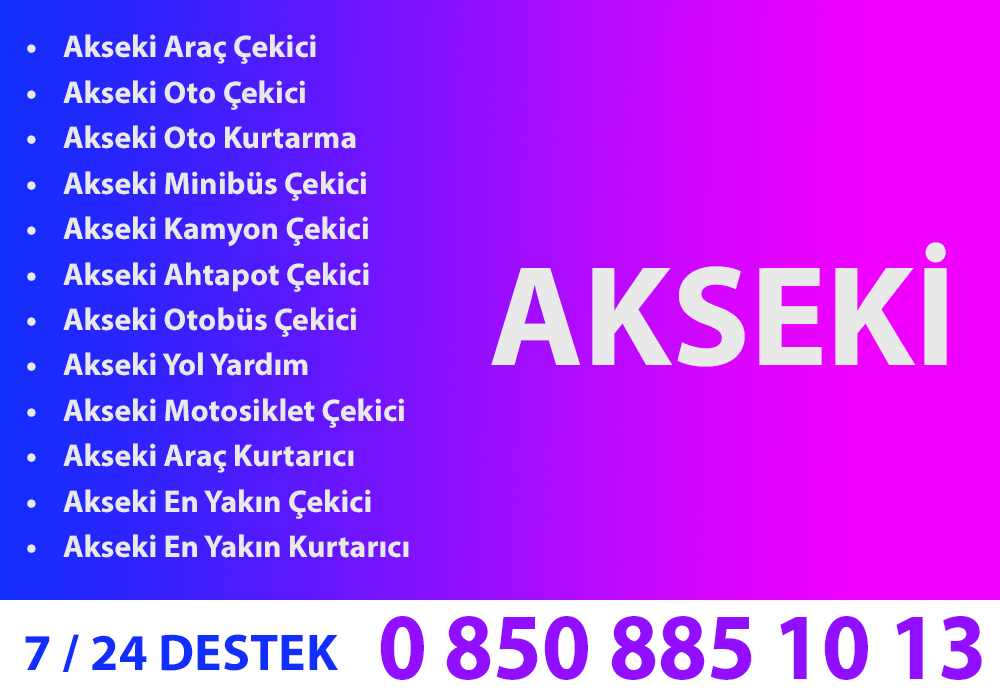 • Akseki Araç Çekici
• Akseki Oto Çekici
• Akseki Oto Kurtarma
• Akseki Minibüs Çekici
• Akseki Kamyon Çekici
• Akseki Ahtapot Çekici
• Akseki Otobüs Çekici
• Akseki Yol Yardım
• Akseki Motosiklet Çekici
• Akseki Araç Kurtarıcı
• Akseki En Yakın Çekici
• Akseki En Yakın Kurtarıcı
AKSEKİ
7 / 24 DESTEK 0 850 885 10 13